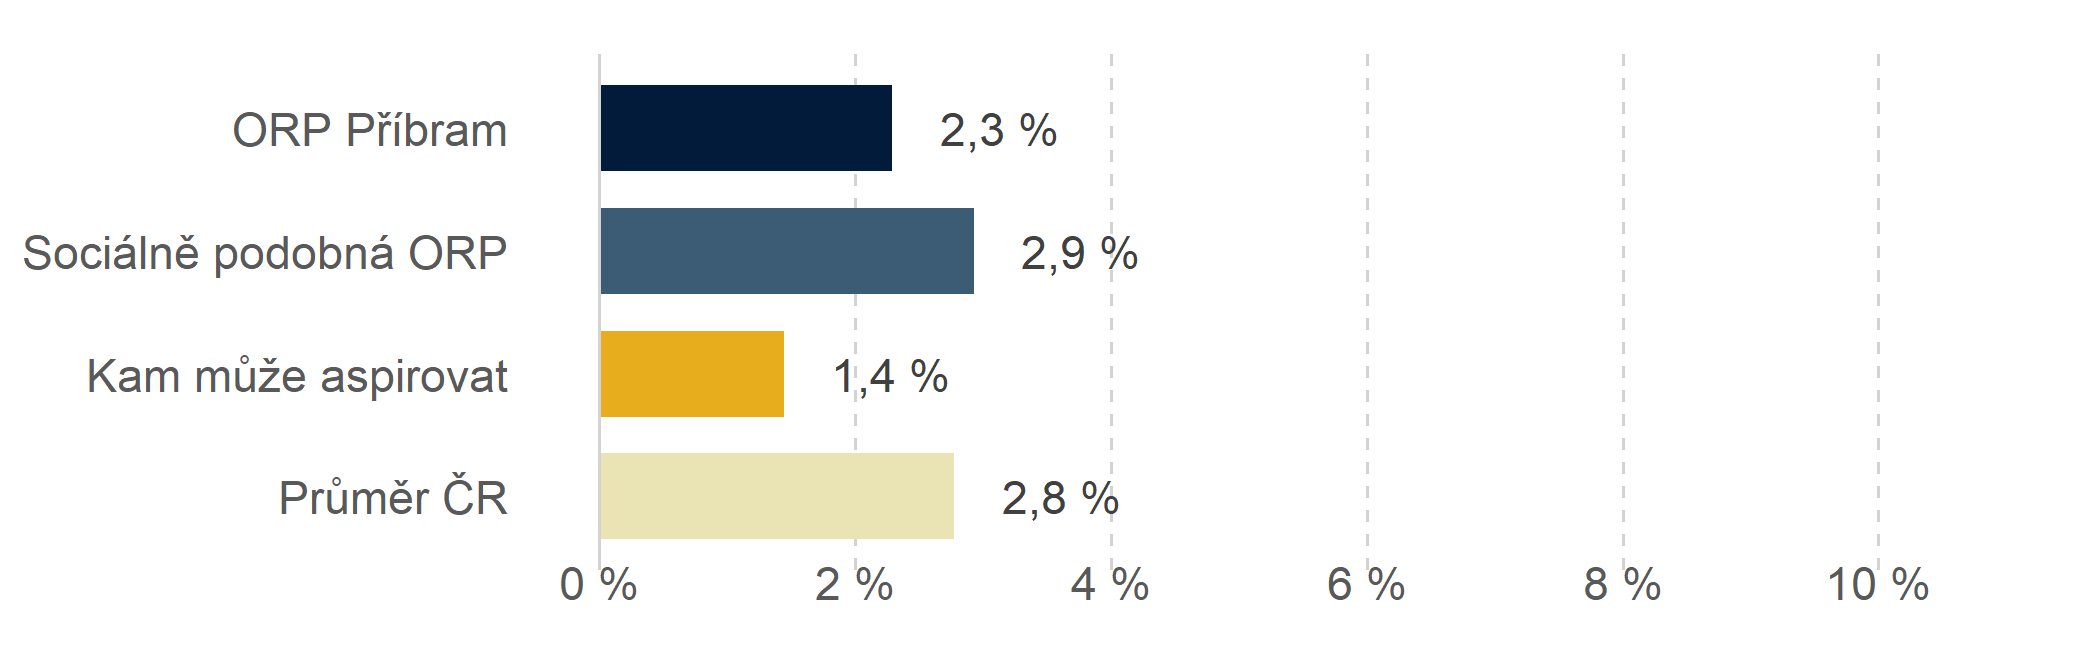 ORP Příbram 2,3 %
Sociálně podobná ORP 2,9 %
Kam může aspirovat 1,4 %
Průměr ČR 2,8 %
0 % 2 % 4 % 6 % 8 % 10 %